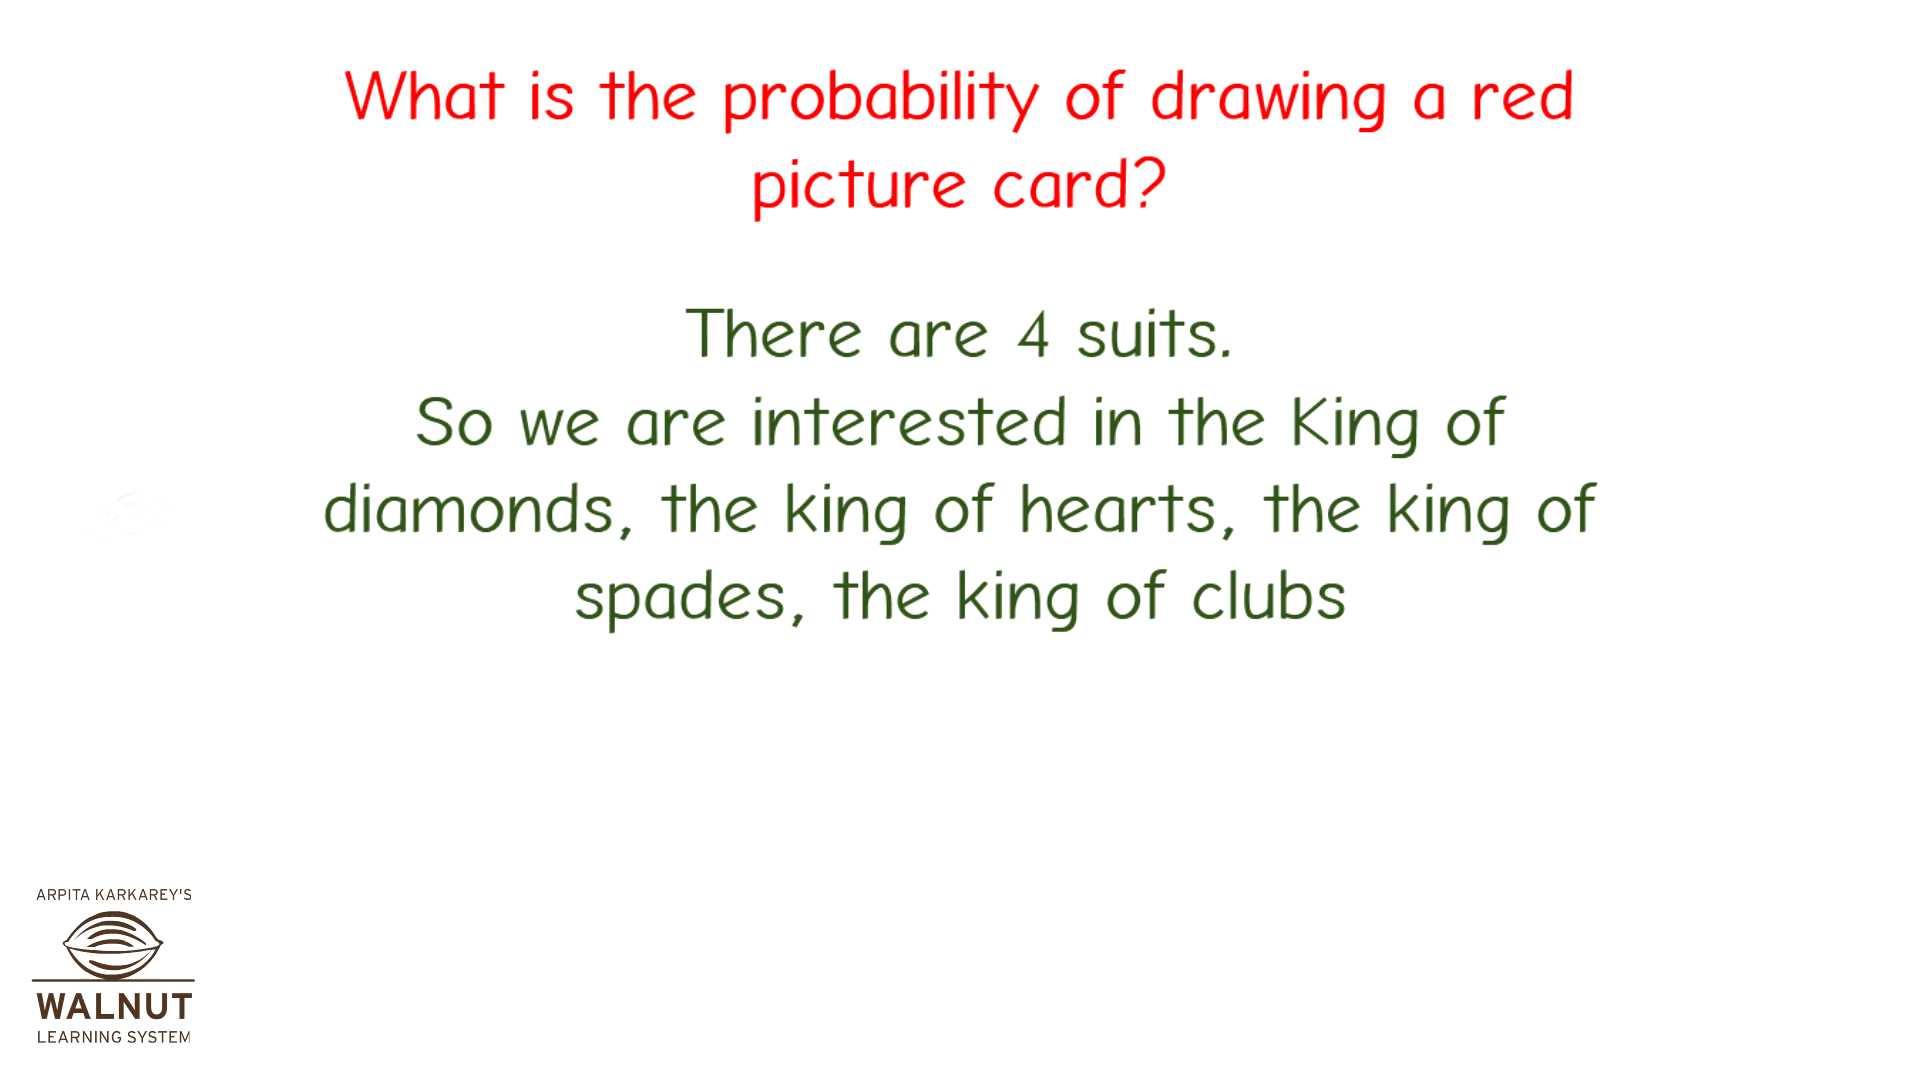 What is the probability of drawing a red
picture card?
There are 4 suits.
So we are interested in the King of
diamonds, the king of hearts, the king of
spades, the king of clubs
ARPITA KARKAREY'S
WALNUT
LEARNING SYSTEM